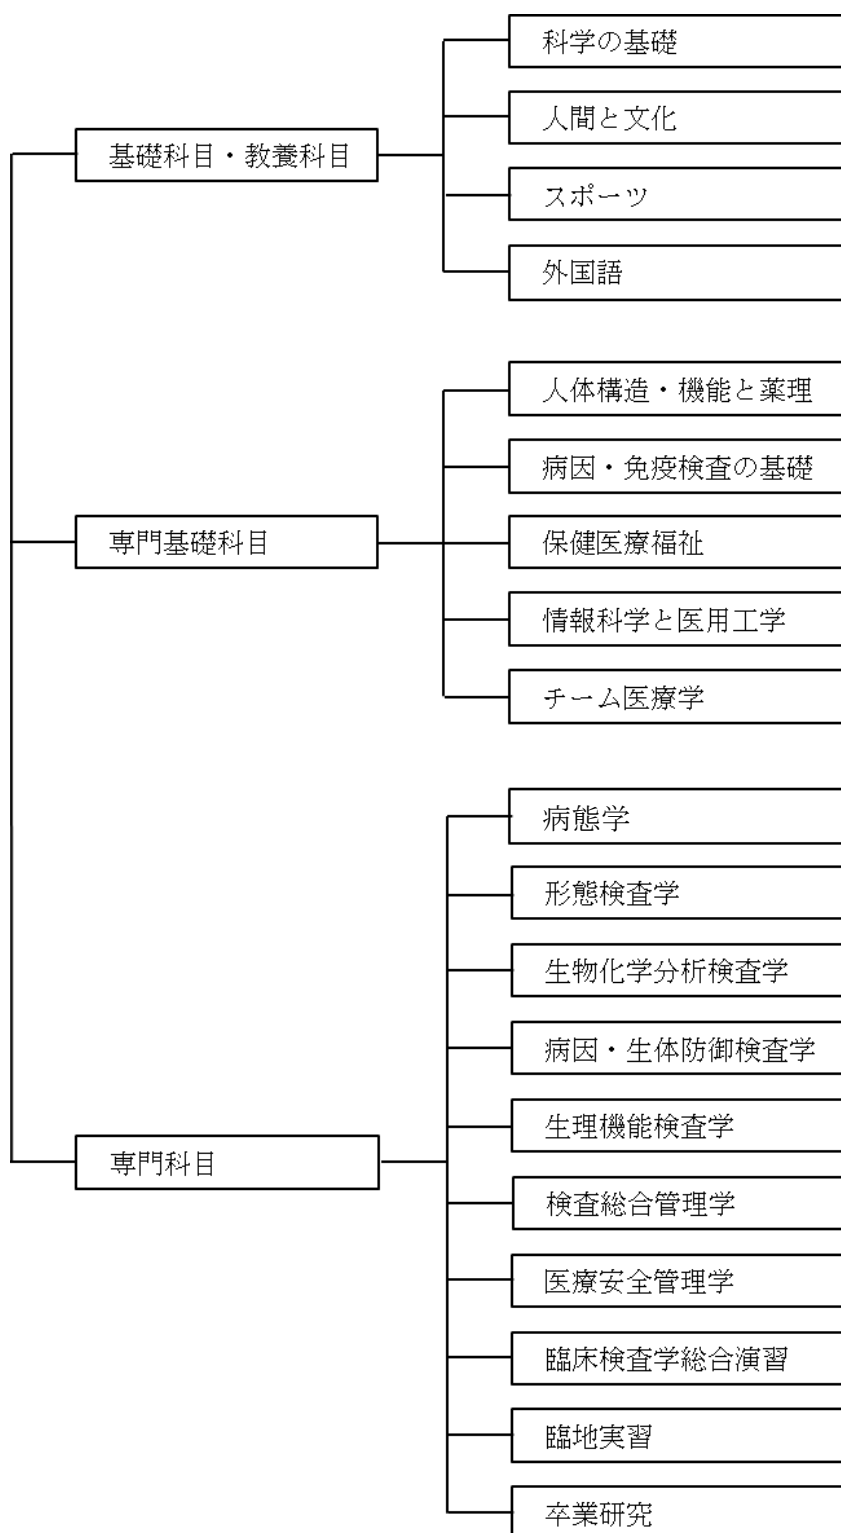 基礎科目・教養科目
科学の基礎
人間と文化
スポーツ
外国語
専門基礎科目
人体構造・機能と薬理
病因・免疫検査の基礎
保健医療福祉
情報科学と医用工学
チーム医療学
専門科目
病態学
形態検査学
生物化学分析検査学
病因・生体防御検査学
生理機能検査学
検査総合管理学
医療安全管理学
臨床検査学総合演習
臨地実習
卒業研究